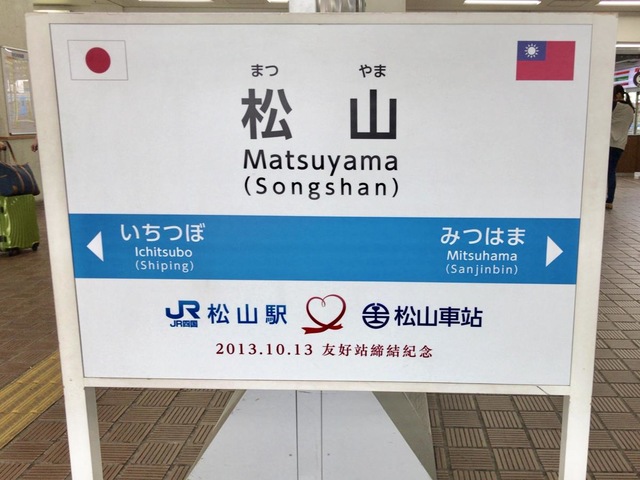 まつ やま
松 山
Matsuyama
(Songshan)
いちつぼ みつはま
Ichitsubo Mitsuhama
(Shiping) (Sanjinbin)
JR JR四国 松山駅 松山車站
2013.10.13 友好站締結紀念